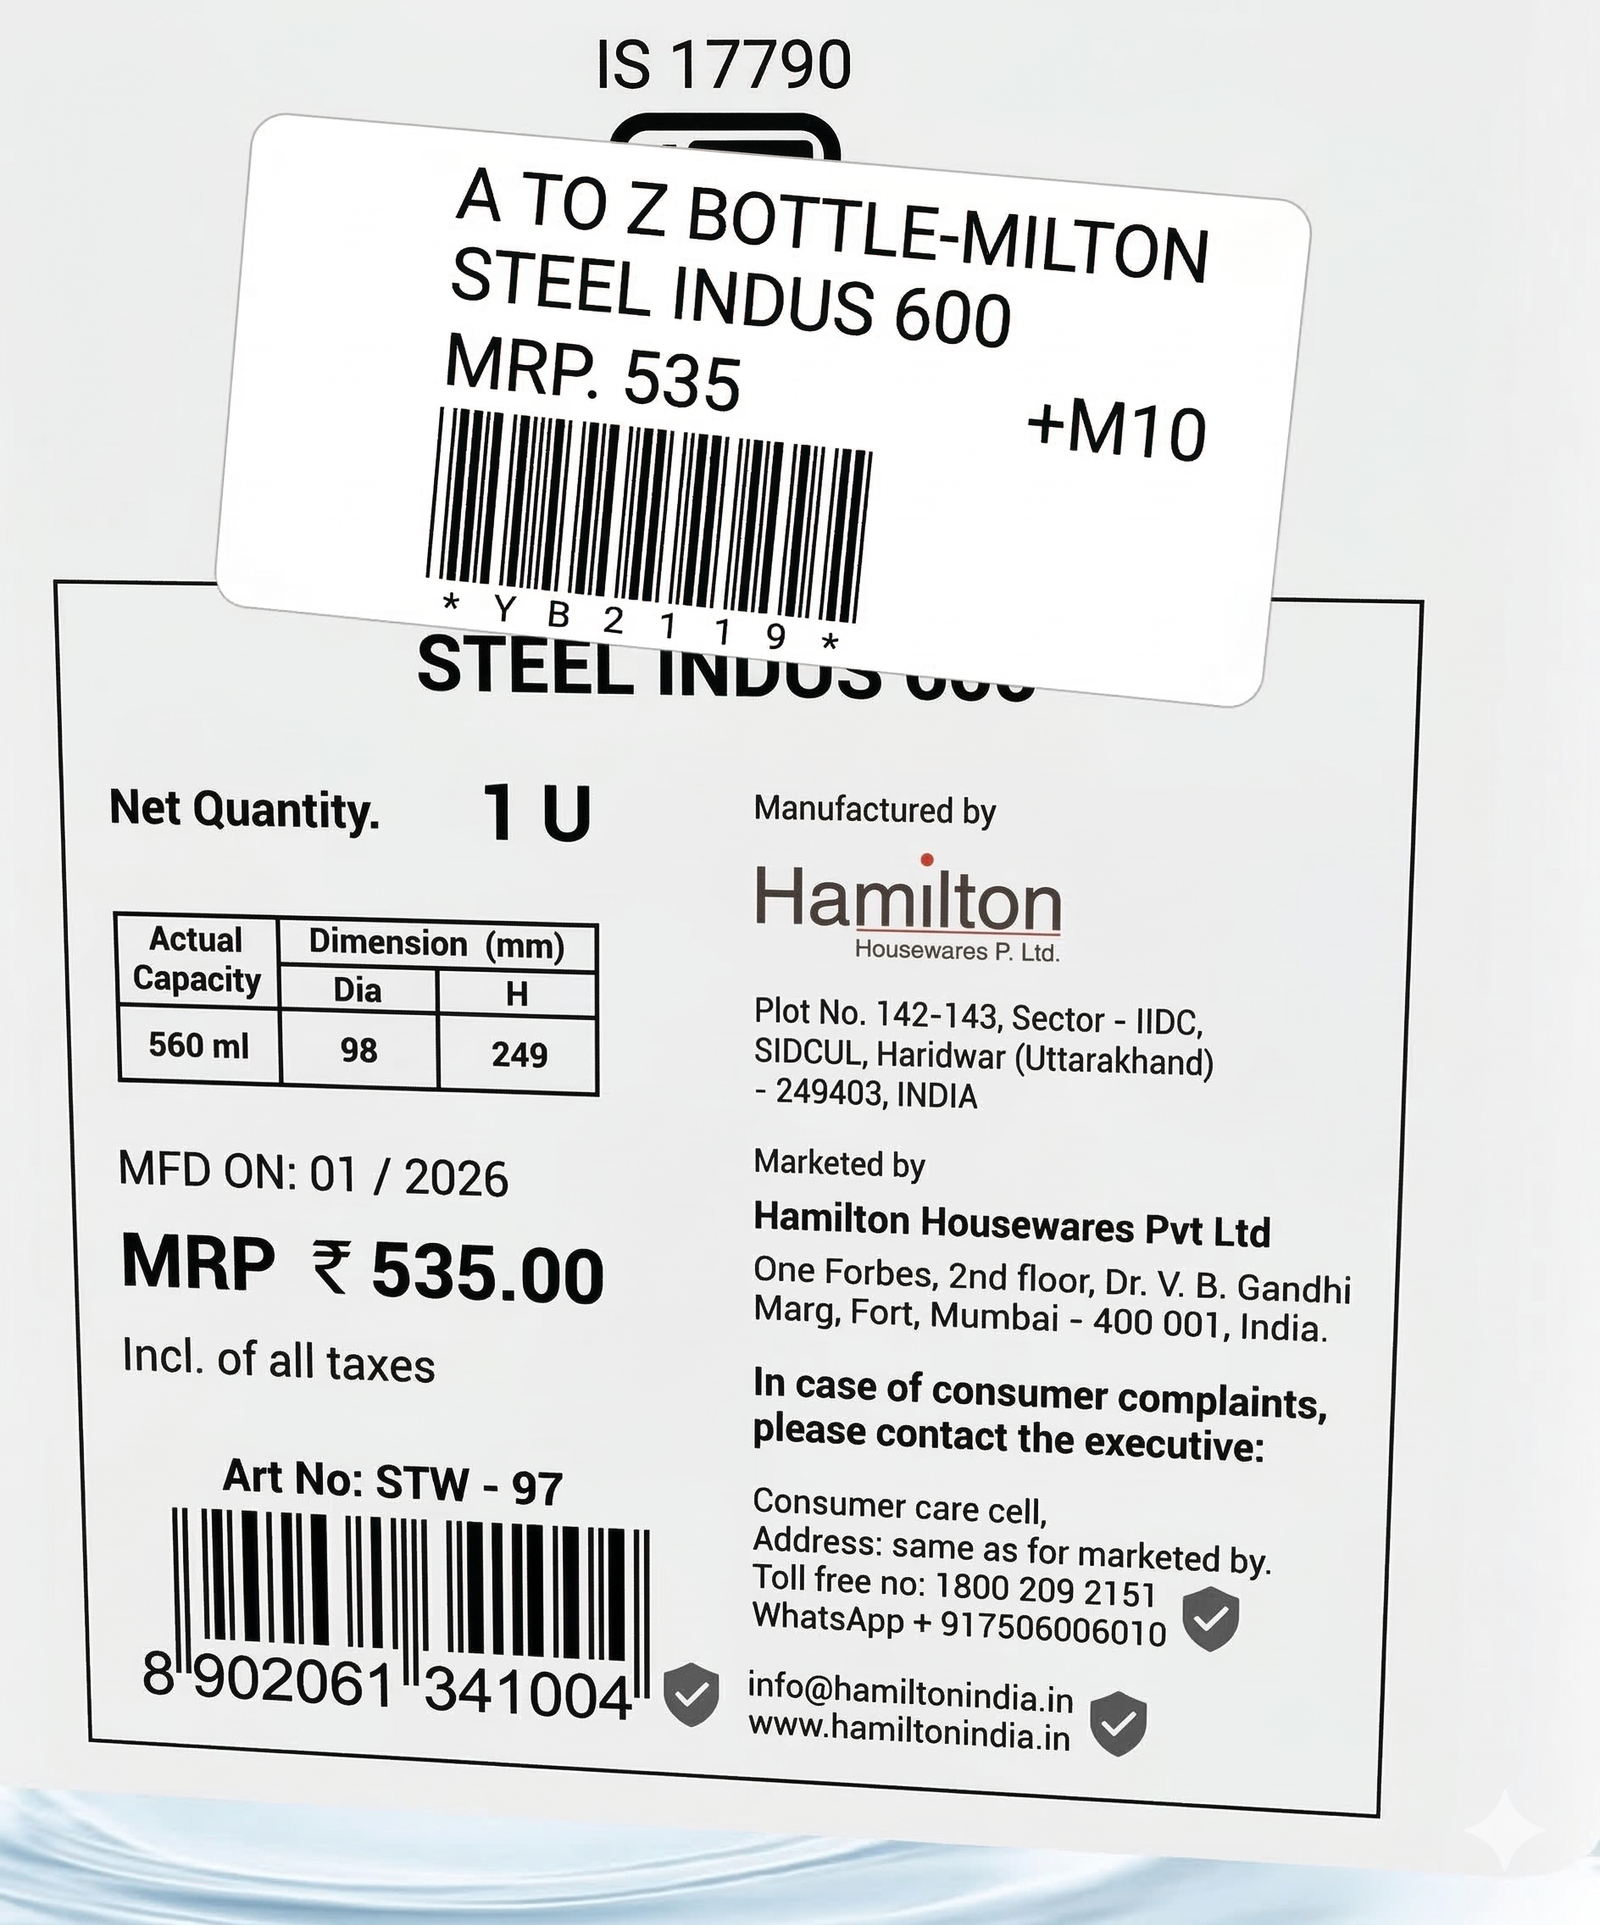 IS 17790
A TO Z BOTTLE-MILTON
STEEL INDUS 600
MRP. 535
+M10
* Y B 2 1 1 9 *
STEEL INDUS 600
Net Quantity. 1 U
Actual Capacity
Dimension (mm)
Dia H
560 ml 98 249
MFD ON: 01 / 2026
MRP ₹ 535.00
Incl. of all taxes
Art No: STW - 97
8 902061 341004
Manufactured by
Hamilton
Housewares P. Ltd.
Plot No. 142-143, Sector - IIDC,
SIDCUL, Haridwar (Uttarakhand)
- 249403, INDIA
Marketed by
Hamilton Housewares Pvt Ltd
One Forbes, 2nd floor, Dr. V. B. Gandhi
Marg, Fort, Mumbai - 400 001, India.
In case of consumer complaints,
please contact the executive:
Consumer care cell,
Address: same as for marketed by.
Toll free no: 1800 209 2151
WhatsApp + 917506006010
info@hamiltonindia.in
www.hamiltonindia.in